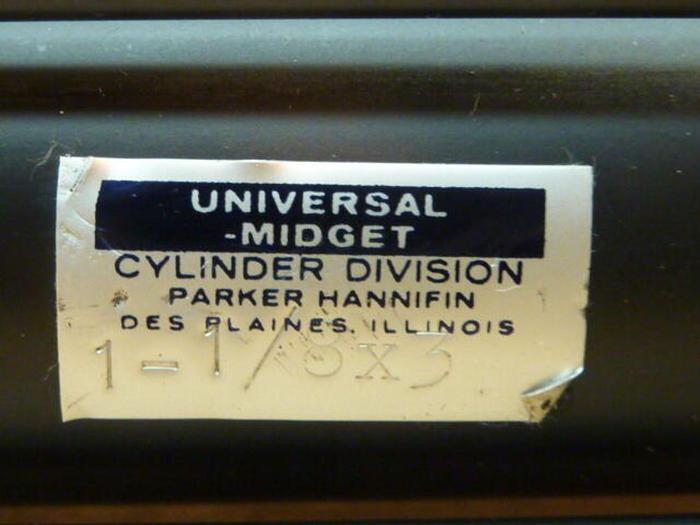 UNIVERSAL
-MIDGET
CYLINDER DIVISION
PARKER HANNIFIN
DES PLAINES, ILLINOIS
1-1/8X3